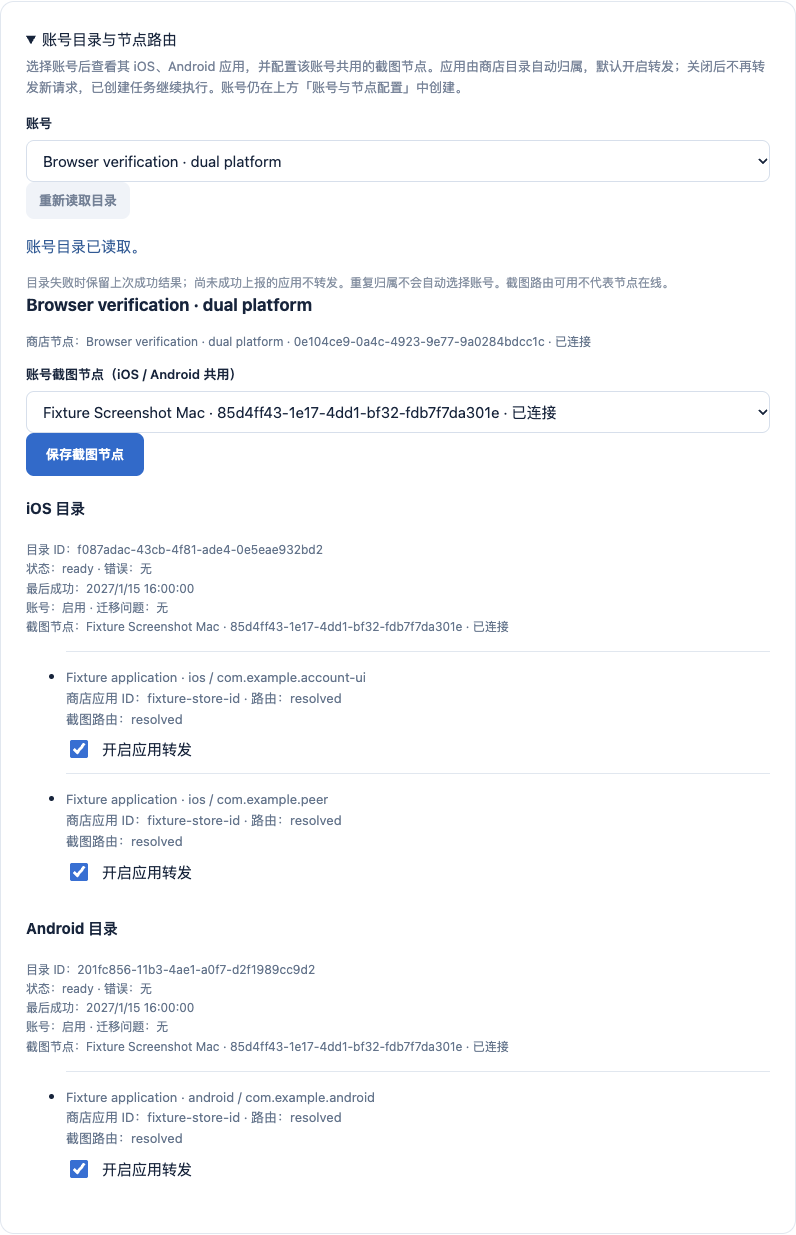 ▼ 账号目录与节点路由
选择账号后查看其 iOS、Android 应用，并配置该账号共用的截图节点。应用由商店目录自动归属，默认开启转发；关闭后不再转
发新请求，已创建任务继续执行。账号仍在上方「账号与节点配置」中创建。
账号
Browser verification · dual platform
重新读取目录
账号目录已读取。
目录失败时保留上次成功结果；尚未成功上报的应用不转发。重复归属不会自动选择账号。截图路由可用不代表节点在线。
Browser verification · dual platform
商店节点：Browser verification · dual platform · 0e104ce9-0a4c-4923-9e77-9a0284bdcc1c · 已连接
账号截图节点（iOS / Android 共用）
Fixture Screenshot Mac · 85d4ff43-1e17-4dd1-bf32-fdb7f7da301e · 已连接
保存截图节点
iOS 目录
目录 ID：f087adac-43cb-4f81-ade4-0e5eae932bd2
状态：ready · 错误：无
最后成功：2027/1/15 16:00:00
账号：启用 · 迁移问题：无
截图节点：Fixture Screenshot Mac · 85d4ff43-1e17-4dd1-bf32-fdb7f7da301e · 已连接
Fixture application · ios / com.example.account-ui
商店应用 ID：fixture-store-id · 路由：resolved
截图路由：resolved
开启应用转发
Fixture application · ios / com.example.peer
商店应用 ID：fixture-store-id · 路由：resolved
截图路由：resolved
开启应用转发
Android 目录
目录 ID：201fc856-11b3-4ae1-a0f7-d2f1989cc9d2
状态：ready · 错误：无
最后成功：2027/1/15 16:00:00
账号：启用 · 迁移问题：无
截图节点：Fixture Screenshot Mac · 85d4ff43-1e17-4dd1-bf32-fdb7f7da301e · 已连接
Fixture application · android / com.example.android
商店应用 ID：fixture-store-id · 路由：resolved
截图路由：resolved
开启应用转发